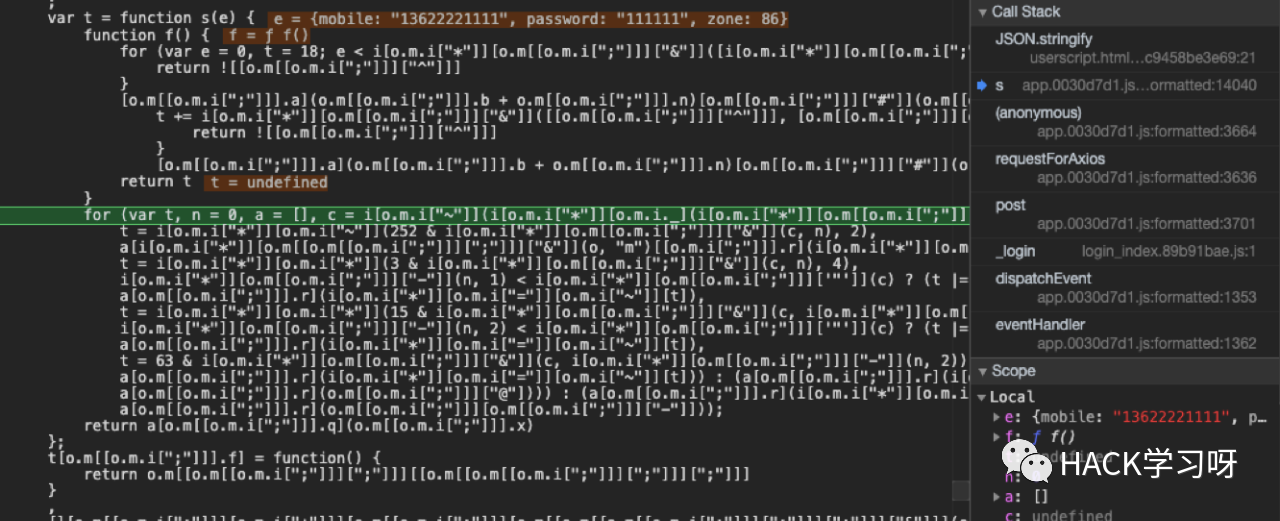 var t = function s(e) { e = {mobile: "13622221111", password: "111111", zone: 86}
function f() { f = ƒ f()
for (var e = 0, t = 18; e < i[o.m.i["*"]][o.m[[o.m.i[";"]]]["&"]]([i[o.m.i["*"]][o.m[[o.m.i[";
return ![[o.m[[o.m.i[";"]]]["^"]]]
}
[o.m[[o.m.i[";"]]].a](o.m[[o.m.i[";"]]].b + o.m[[o.m.i[";"]]].n)[o.m[[o.m.i[";"]]]["#"]](o.m[[
t += i[o.m.i["*"]][o.m[[o.m.i[";"]]]["&"]]([[o.m[[o.m.i[";"]]]["^"]]], [o.m[[o.m.i[";"]]][
return ![[o.m[[o.m.i[";"]]]["^"]]]
}
[o.m[[o.m.i[";"]]].a](o.m[[o.m.i[";"]]].b + o.m[[o.m.i[";"]]].n)[o.m[[o.m.i[";"]]]["#"]](o
return t t = undefined
}
for (var t, n = 0, a = [], c = i[o.m.i["~"]](i[o.m.i["*"]][o.m.i._](i[o.m.i["*"]][o.m[[o.m.i[";"]]
t = i[o.m.i["*"]][o.m.i["~"]](252 & i[o.m.i["*"]][o.m[[o.m.i[";"]]]["&"]](c, n), 2),
a[i[o.m.i["*"]][o.m[[o.m.i[";"]]][";"]]["&"]](o, "m")[[o.m.i[";"]]].r](i[o.m.i["*"]][o.m
t = i[o.m.i["*"]][o.m.i["*"]](3 & i[o.m.i["*"]][o.m[[o.m.i[";"]]]["&"]](c, n), 4),
i[o.m.i["*"]][o.m[[o.m.i[";"]]]["-"]](n, 1) < i[o.m.i["*"]][o.m[[o.m.i[";"]]]['"']](c) ? (t |=
a[o.m[[o.m.i[";"]]].r](i[o.m.i["*"]][o.m.i["="]][o.m.i["~"]][t]),
t = i[o.m.i["*"]][o.m.i["*"]](15 & i[o.m.i["*"]][o.m[[o.m.i[";"]]]["&"]](c, i[o.m.i["*"]][o.m
i[o.m.i["*"]][o.m[[o.m.i[";"]]]["-"]](n, 2) < i[o.m.i["*"]][o.m[[o.m.i[";"]]]['"']](c) ? (t |=
a[o.m[[o.m.i[";"]]].r](i[o.m.i["*"]][o.m.i["="]][o.m.i["~"]][t]),
t = 63 & i[o.m.i["*"]][o.m[[o.m.i[";"]]]["&"]](c, i[o.m.i["*"]][o.m[[o.m.i[";"]]]["-"]](n, 2))
a[o.m[[o.m.i[";"]]].r](i[o.m.i["*"]][o.m.i["="]][o.m.i["~"]][t])) : (a[o.m[[o.m.i[";"]]].r](i[
a[o.m[[o.m.i[";"]]].r](o.m[[o.m.i[";"]]]["@"]))) : (a[o.m[[o.m.i[";"]]].r](i[o.m.i["*"]][o.m.i
a[o.m[[o.m.i[";"]]].r](o.m[[o.m.i[";"]]][o.m[[o.m.i[";"]]]["-"]]));
return a[o.m[[o.m.i[";"]]].q](o.m[[o.m.i[";"]]].x)
};
t[o.m[[o.m.i[";"]]].f] = function() {
return o.m[[o.m[[o.m.i[";"]]][";"]]][[o.m[[o.m.i[";"]]][";"]]][";"]]]
}
,
Call Stack
JSON.stringify
userscript.html…c9458be3e69:21
s app.0030d7d1.js…ormatted:14040
(anonymous)
app.0030d7d1.js:formatted:3664
requestForAxios
app.0030d7d1.js:formatted:3636
post
app.0030d7d1.js:formatted:3701
_login login_index.89b91bae.js:1
dispatchEvent
app.0030d7d1.js:formatted:1353
eventHandler
app.0030d7d1.js:formatted:1362
Scope
Local
e: {mobile: "13622221111", p…
f: ƒ f()
n:
a: []
c: undefined
HACK学习呀